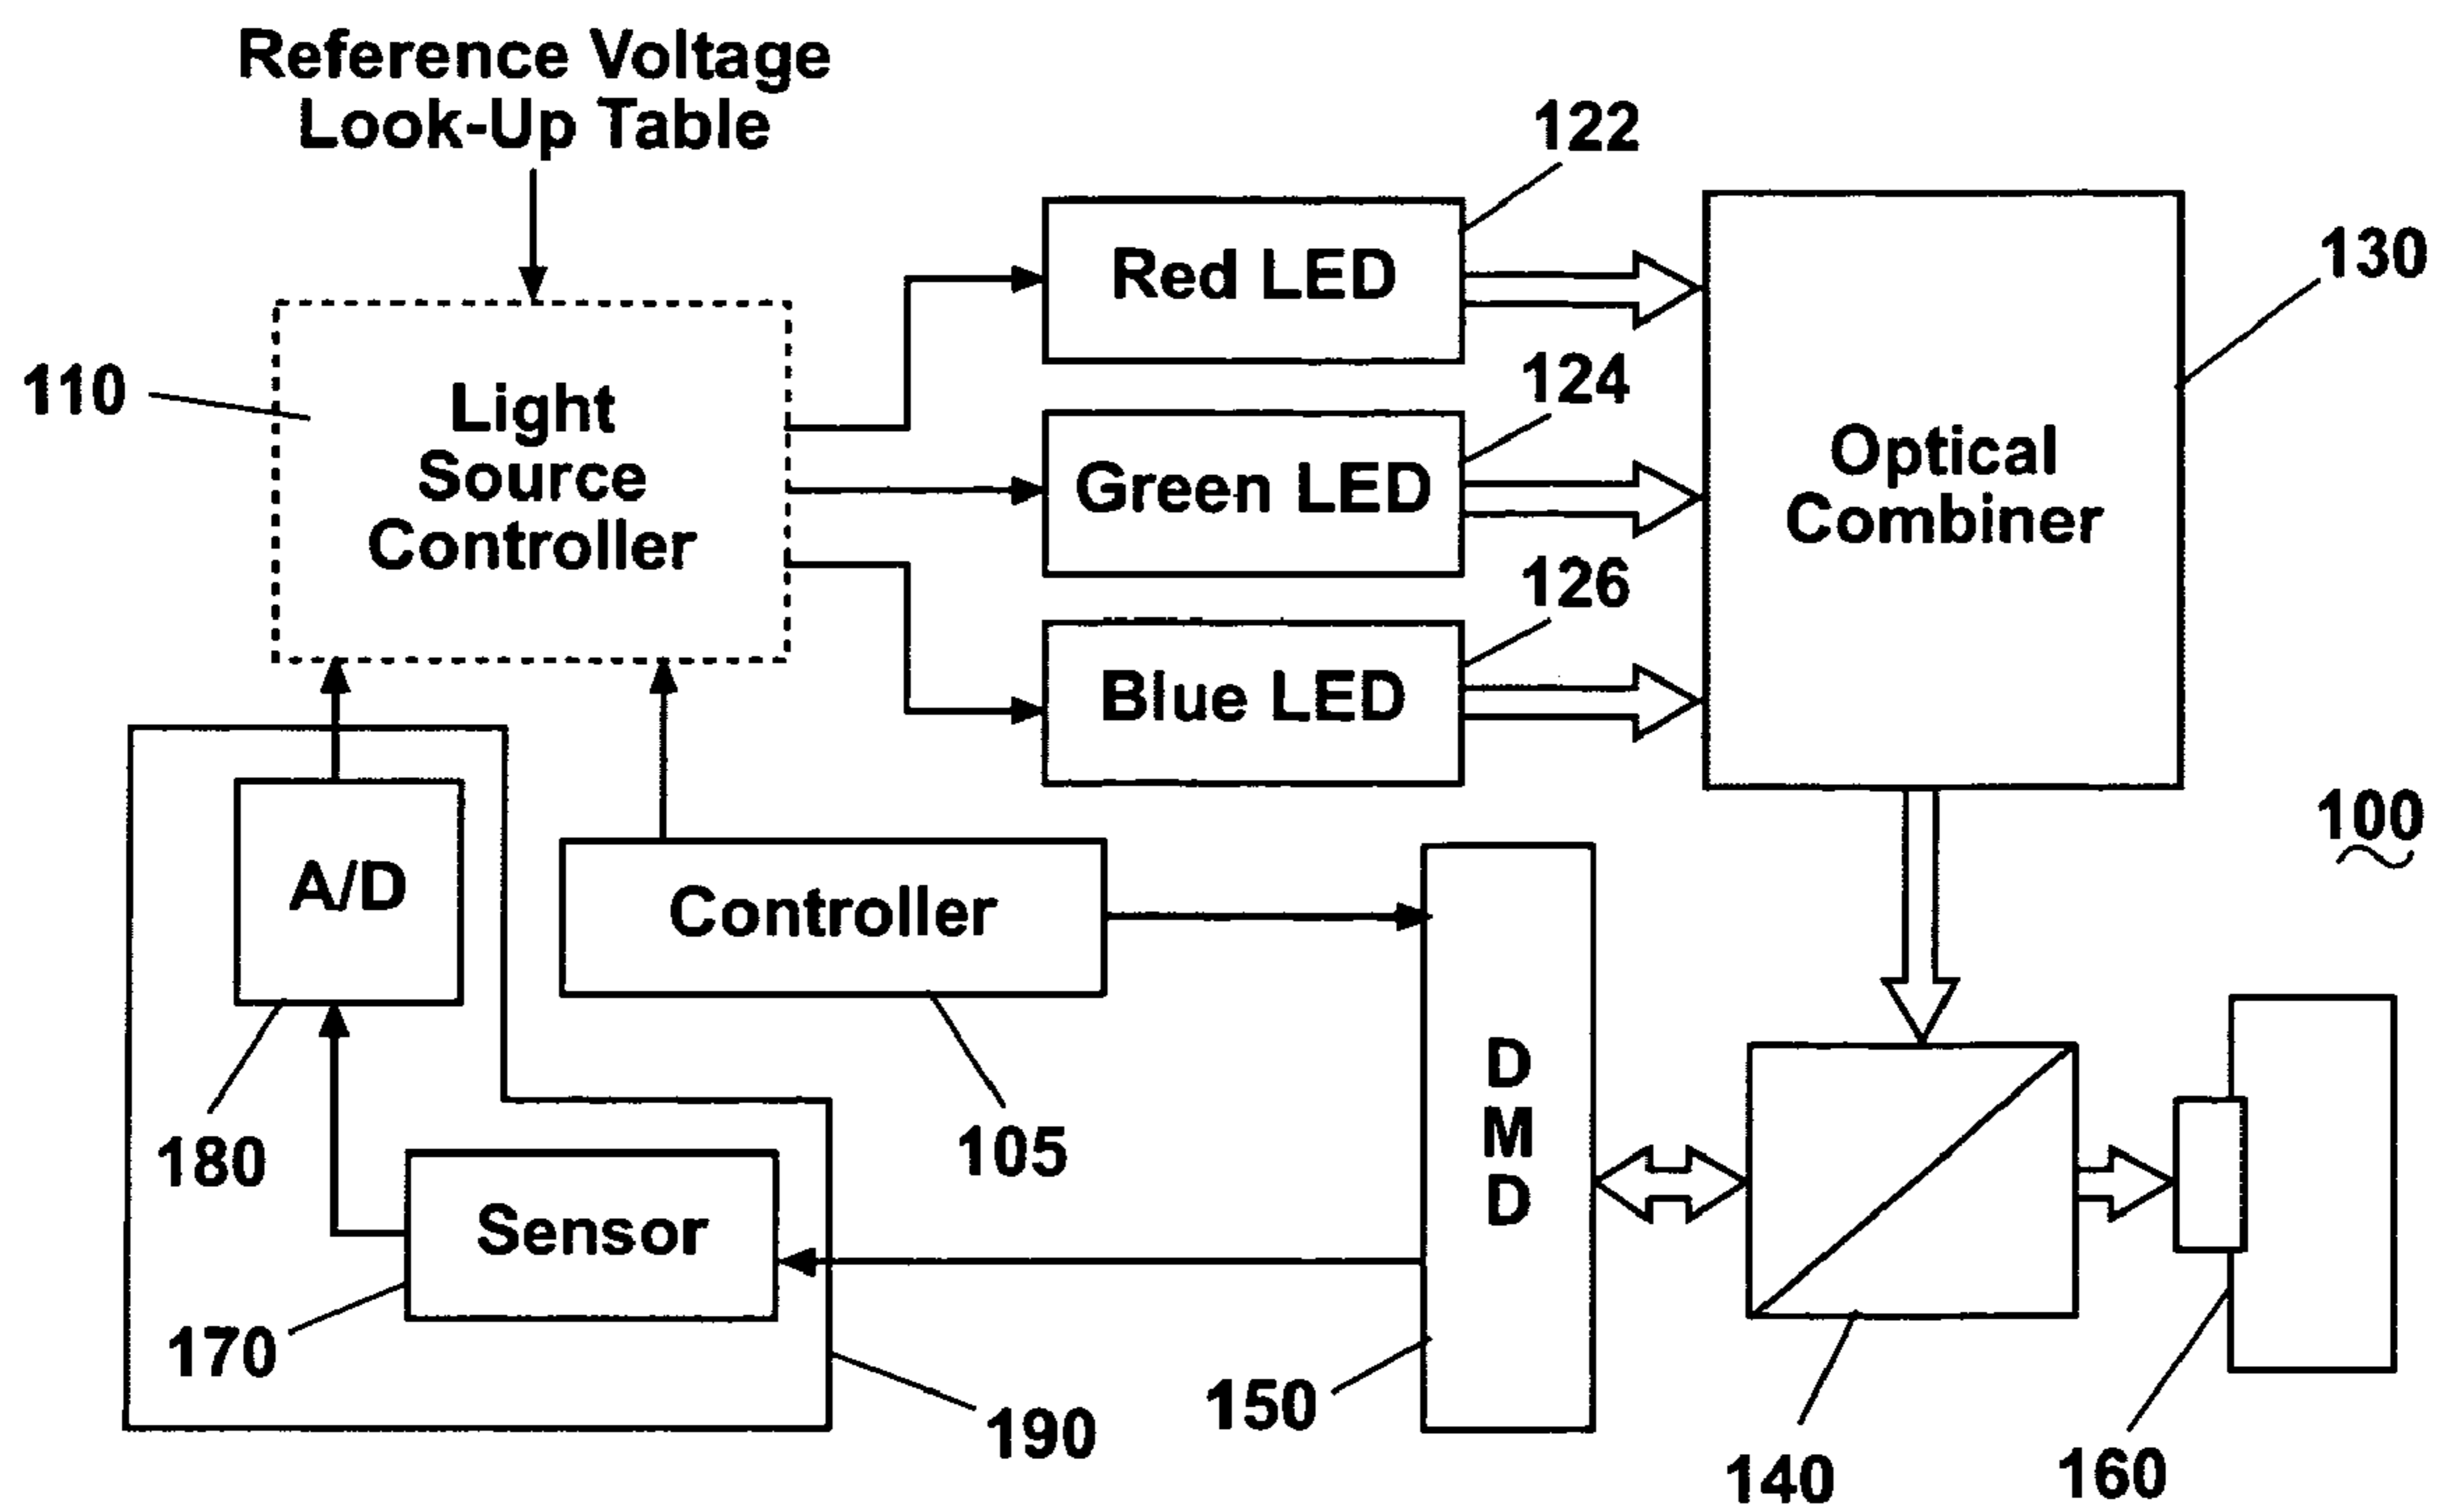 Reference Voltage
Look-Up Table
122
Red LED
130
110
Light
Source
Controller
124
Green LED
Optical
Combiner
126
Blue LED
100
A/D
Controller
D
M
D
180
105
Sensor
170
190
150
140
160